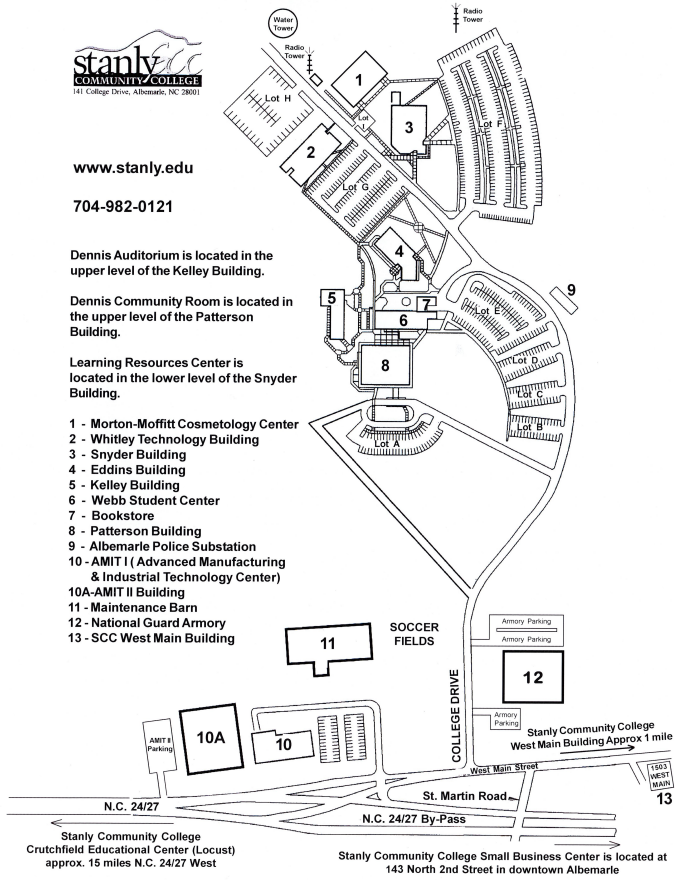 Water
Tower
Radio
Tower
Radio
Tower
stanly
COMMUNITY COLLEGE
141 College Drive, Albemarle, NC 28001
1
Lot H
Lot
3
Lot F
2
www.stanly.edu
Lot G
704-982-0121
4
Dennis Auditorium is located in the
upper level of the Kelley Building.
9
5
7
Lot E
6
Dennis Community Room is located in
the upper level of the Patterson
Building.
8
Lot D
Learning Resources Center is
located in the lower level of the Snyder
Building.
Lot C
Lot B
Lot A
1 - Morton-Moffitt Cosmetology Center
2 - Whitley Technology Building
3 - Snyder Building
4 - Eddins Building
5 - Kelley Building
6 - Webb Student Center
7 - Bookstore
8 - Patterson Building
9 - Albemarle Police Substation
10 - AMIT I ( Advanced Manufacturing
& Industrial Technology Center)
10A-AMIT II Building
11 - Maintenance Barn
12 - National Guard Armory
13 - SCC West Main Building
SOCCER
FIELDS
11
Armory Parking
Armory Parking
12
COLLEGE DRIVE
Armory
Parking
AMIT II
Parking
10A
10
Stanly Community College
West Main Building Approx 1 mile
West Main Street
1503
WEST
MAIN
13
St. Martin Road
N.C. 24/27
N.C. 24/27 By-Pass
Stanly Community College
Crutchfield Educational Center (Locust)
approx. 15 miles N.C. 24/27 West
Stanly Community College Small Business Center is located at
143 North 2nd Street in downtown Albemarle